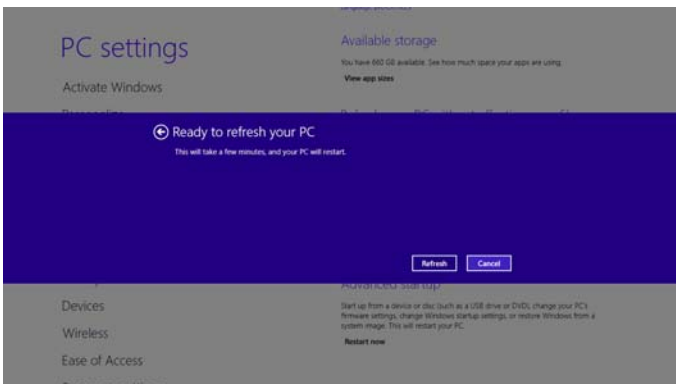 PC settings
Activate Windows
Available storage
You have 660 GB available. See how much space your apps are using.
View app sizes
Ready to refresh your PC
This will take a few minutes, and your PC will restart.
Refresh
Cancel
Devices
Wireless
Ease of Access
Advanced startup
Start up from a device or disc (such as a USB drive or DVD), change your PC's
firmware settings, change Windows startup settings, or restore Windows from a
system image. This will restart your PC.
Restart now